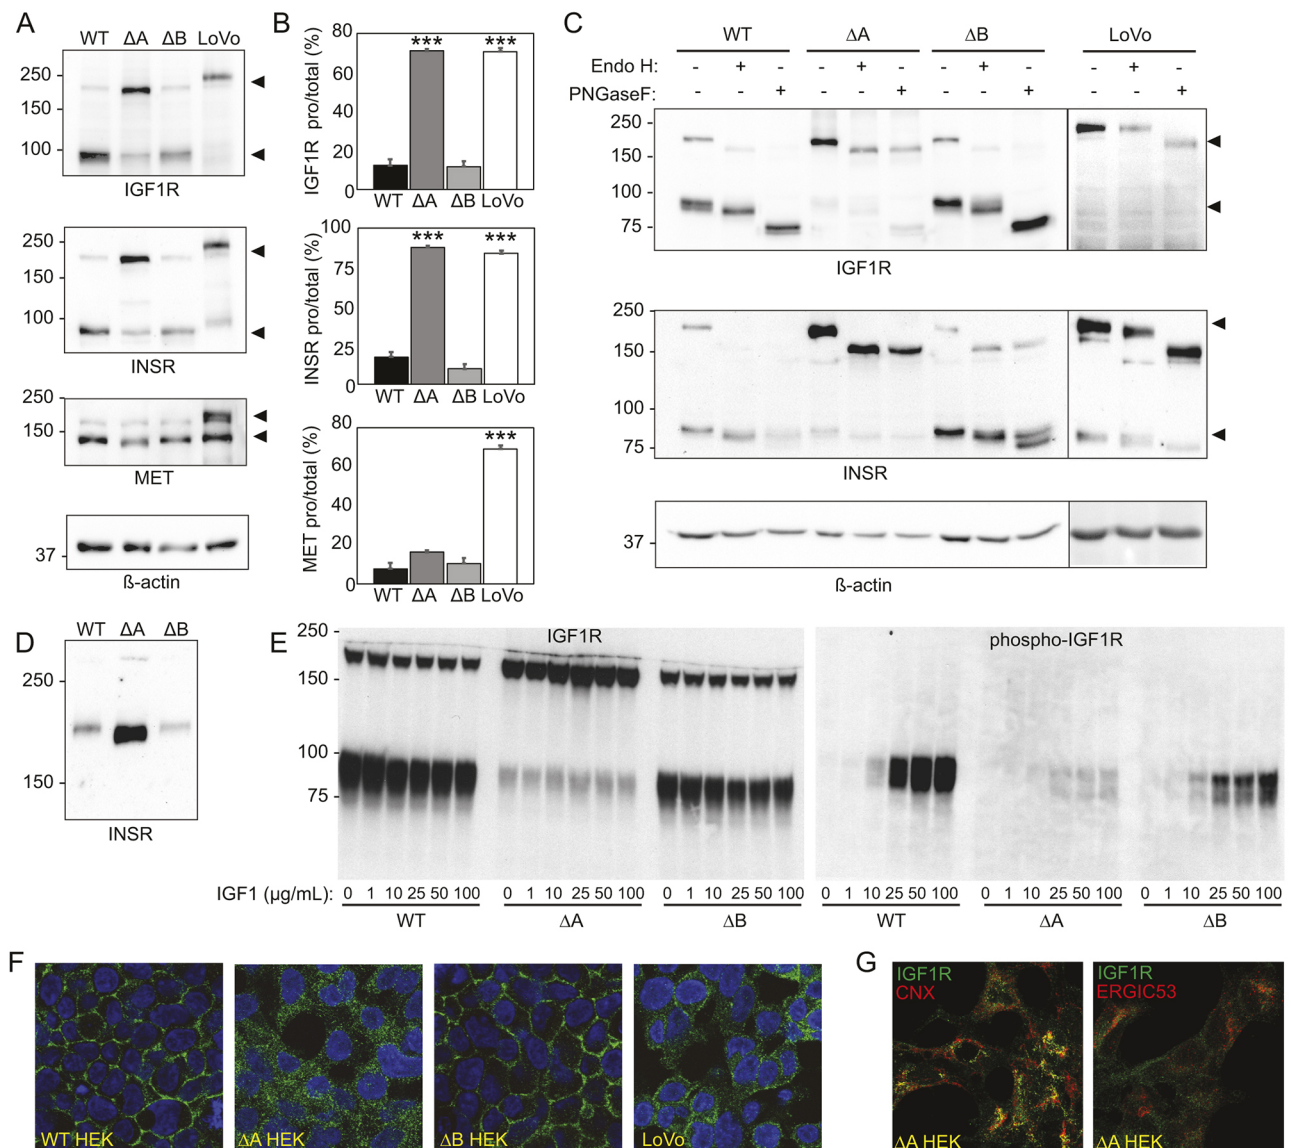 A
WT ΔA ΔB LoVo
250
150
100
IGF1R
250
150
100
INSR
250
150
MET
37
ß-actin
B
IGF1R pro/total (%)
80
60
40
20
0
*** ***
WT ΔA ΔB LoVo
INSR pro/total (%)
100
75
50
25
0
*** ***
WT ΔA ΔB LoVo
MET pro/total (%)
80
60
40
20
0
***
WT ΔA ΔB LoVo
C
WT ΔA ΔB LoVo
Endo H: - + - + - + - +
PNGaseF: - + - + - + - +
250
150
100
75
IGF1R
250
150
100
75
INSR
37
ß-actin
D
WT ΔA ΔB
250
150
INSR
E
IGF1R phospho-IGF1R
250
150
100
75
IGF1 (µg/mL): 0 1 10 25 50 100 0 1 10 25 50 100 0 1 10 25 50 100 0 1 10 25 50 100 0 1 10 25 50 100 0 1 10 25 50 100
WT ΔA ΔB WT ΔA ΔB
F
WT HEK ΔA HEK ΔB HEK LoVo
G
IGF1R IGF1R
CNX ERGIC53
ΔA HEK ΔA HEK